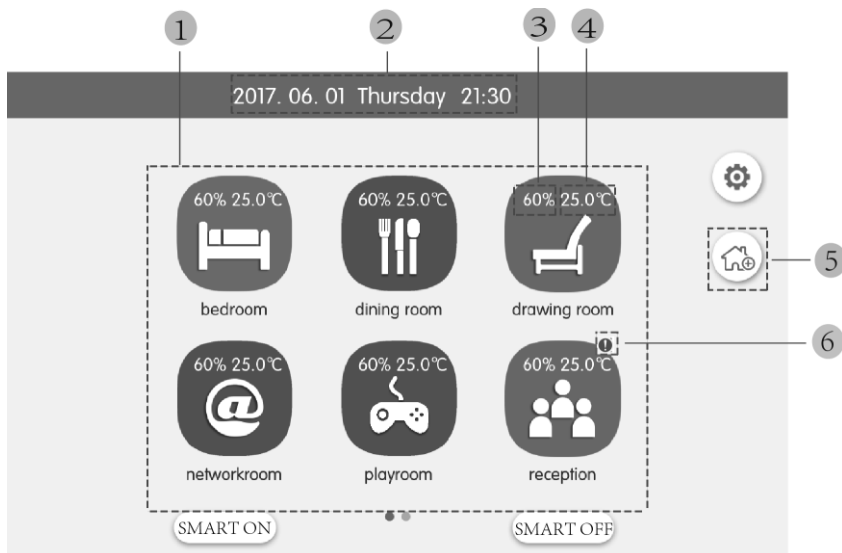 1 2 3 4
2017. 06. 01 Thursday 21:30
60% 25.0℃ 60% 25.0℃ 60% 25.0℃
5
bedroom dining room drawing room
6
60% 25.0℃ 60% 25.0℃ 60% 25.0℃
@
networkroom playroom reception
SMART ON SMART OFF